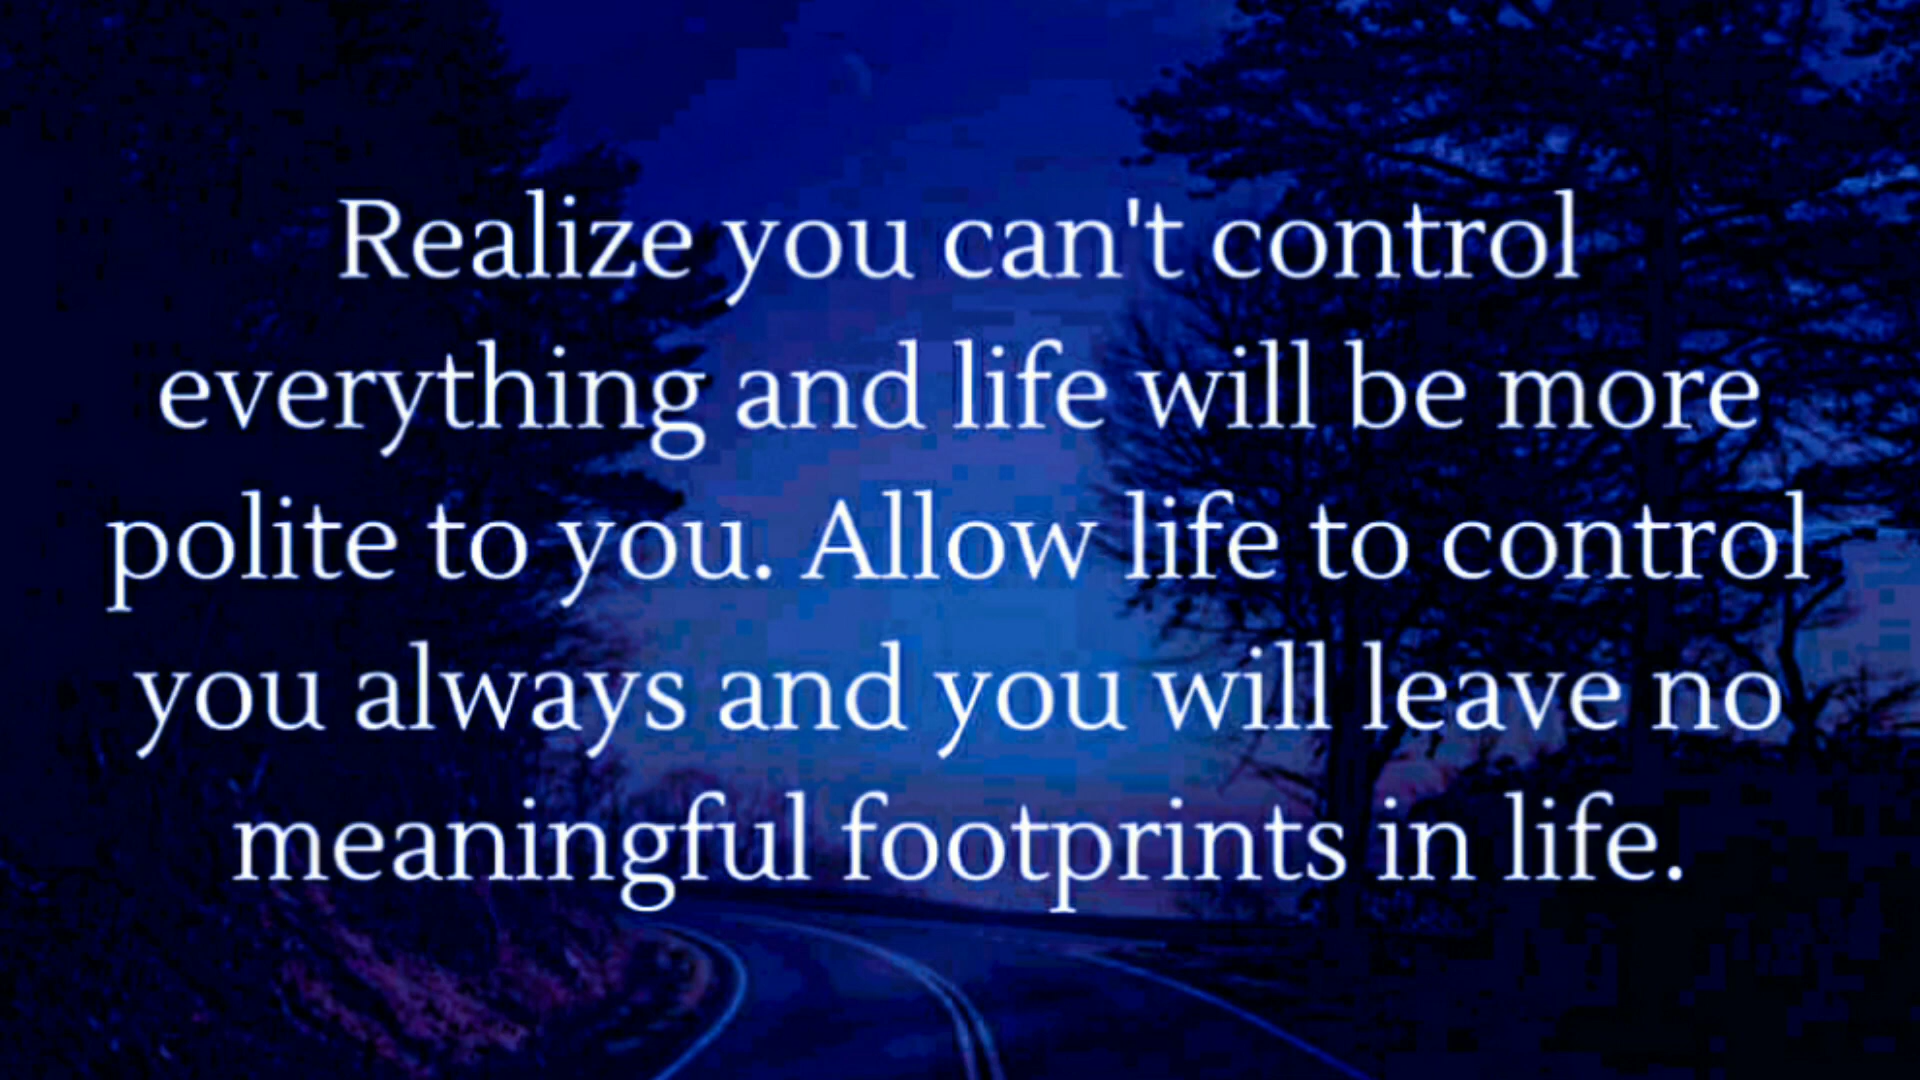 Realize you can't control
everything and life will be more
polite to you. Allow life to control
you always and you will leave no
meaningful footprints in life.